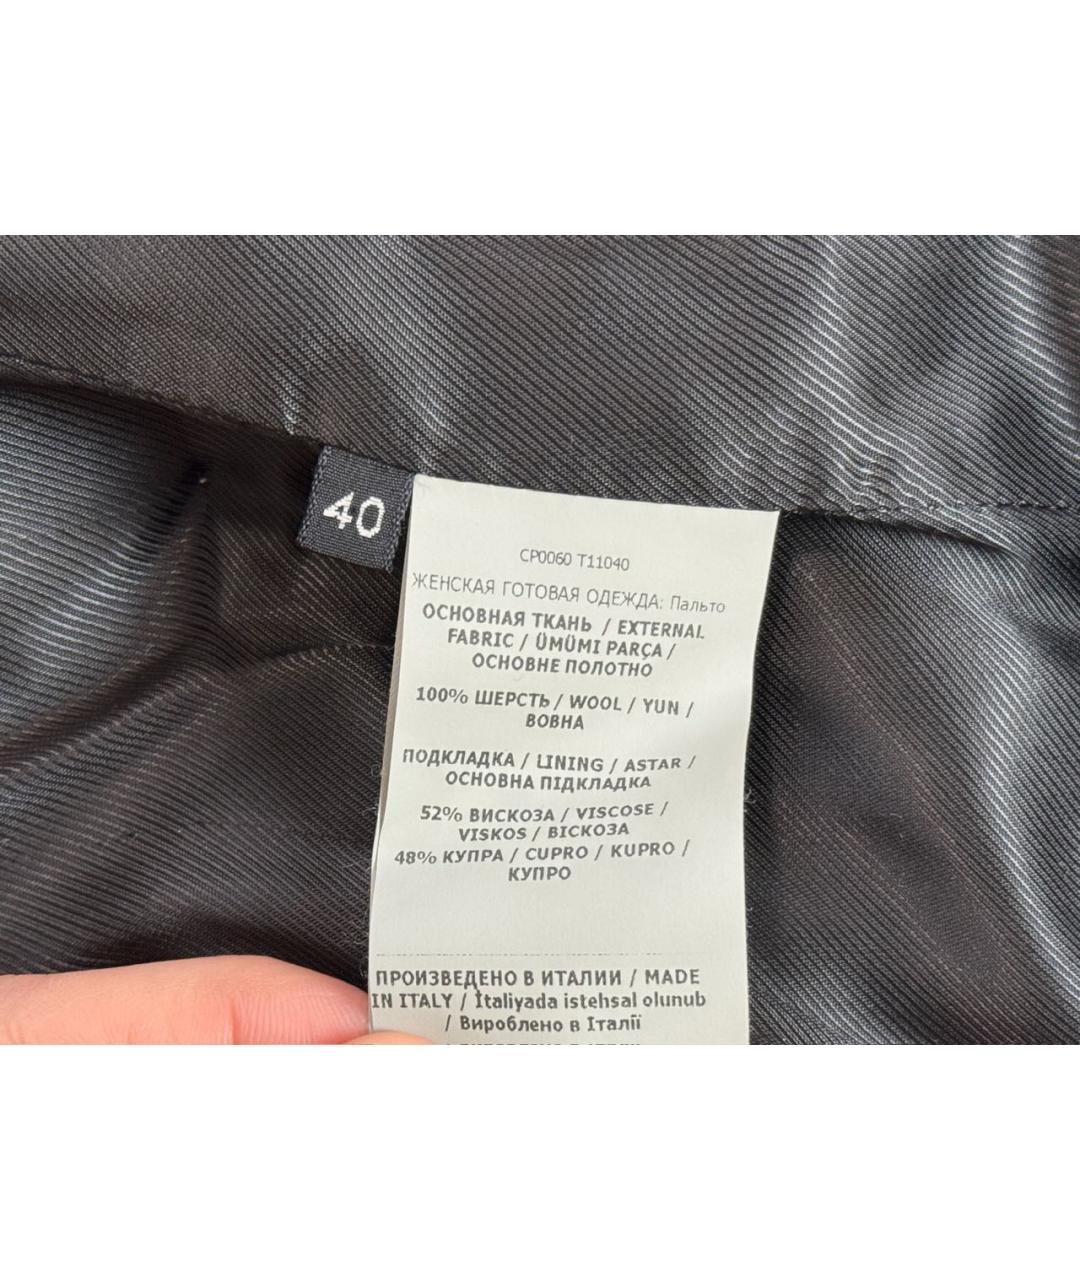 40
CP0060 T11040
ЖЕНСКАЯ ГОТОВАЯ ОДЕЖДА: Пальто
ОСНОВНАЯ ТКАНЬ / EXTERNAL
FABRIC / ÜMÜMI PARÇA /
ОСНОВНЕ ПОЛОТНО
100% ШЕРСТЬ / WOOL / YUN /
ВОВНА
ПОДКЛАДКА / LINING / ASTAR /
ОСНОВНА ПІДКЛАДКА
52% ВИСКОЗА / VISCOSE /
VISKOS / ВІСКОЗА
48% КУПРА / CUPRO / KUPRO /
КУПРО
ПРОИЗВЕДЕНО В ИТАЛИИ / MADE
IN ITALY / İtaliyada istehsal olunub
/ Вироблено в Італії